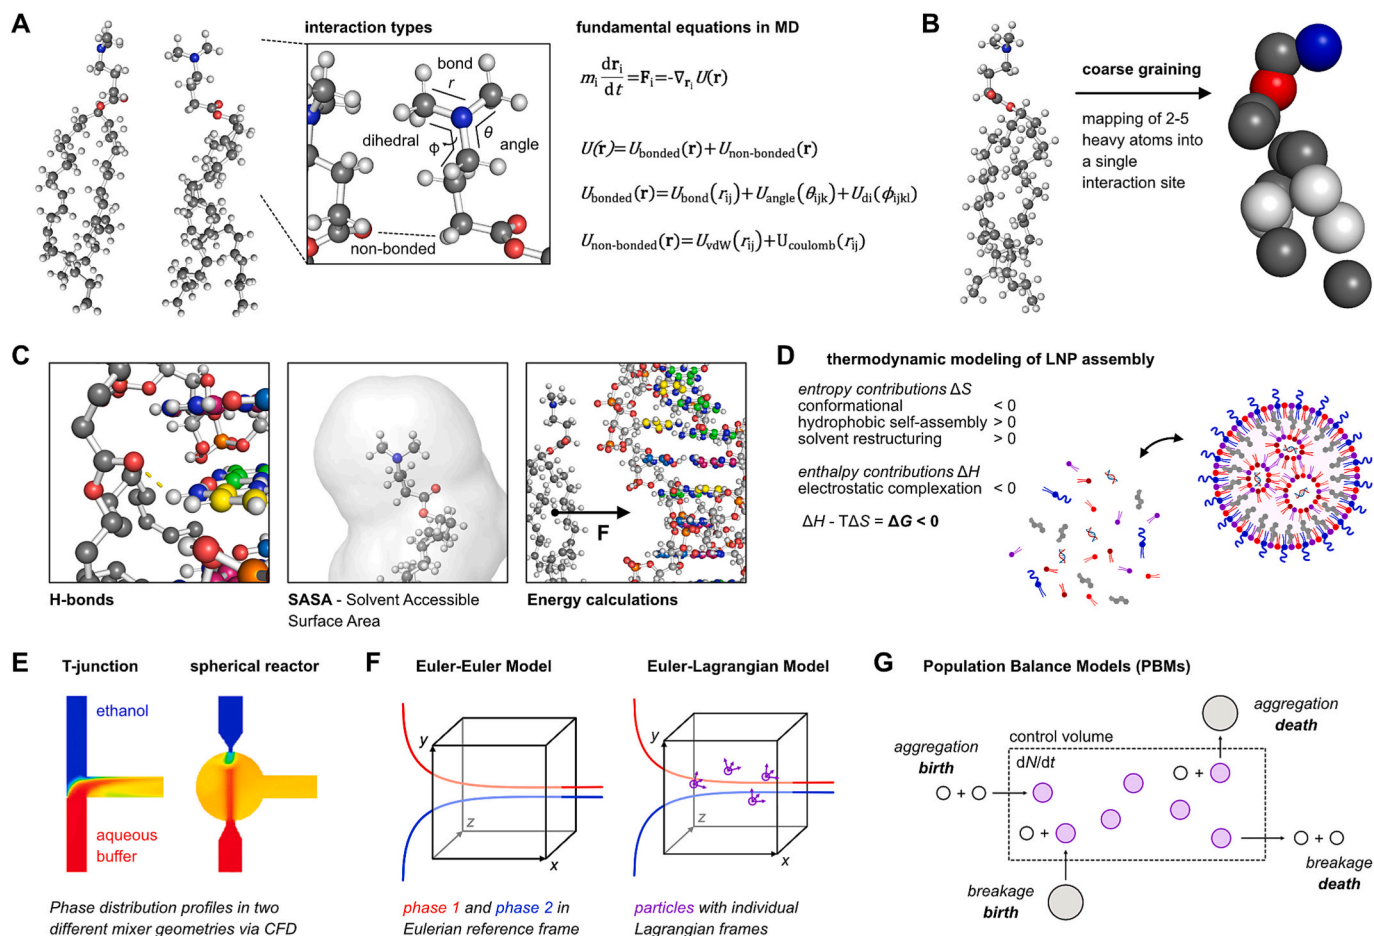 A
interaction types
bond
r
dihedral
ϕ
θ
angle
non-bonded
fundamental equations in MD
m_i dr_i/dt = F_i = -∇_{r_i} U(r)
U(r) = U_bonded(r) + U_non-bonded(r)
U_bonded(r) = U_bond(r_ij) + U_angle(θ_ijk) + U_di(ϕ_ijkl)
U_non-bonded(r) = U_vdW(r_ij) + U_coulomb(r_ij)
B
coarse graining
mapping of 2-5
heavy atoms into
a single
interaction site
C
H-bonds
SASA - Solvent Accessible
Surface Area
F
Energy calculations
D
thermodynamic modeling of LNP assembly
entropy contributions ΔS
conformational < 0
hydrophobic self-assembly > 0
solvent restructuring > 0
enthalpy contributions ΔH
electrostatic complexation < 0
ΔH - TΔS = ΔG < 0
E
T-junction
spherical reactor
ethanol
aqueous
buffer
Phase distribution profiles in two
different mixer geometries via CFD
F
Euler-Euler Model
y
z
x
phase 1 and phase 2 in
Eulerian reference frame
Euler-Lagrangian Model
y
z
x
particles with individual
Lagrangian frames
G
Population Balance Models (PBMs)
aggregation
death
control volume
dN/dt
aggregation
birth
+
+
+
+
breakage
death
breakage
birth